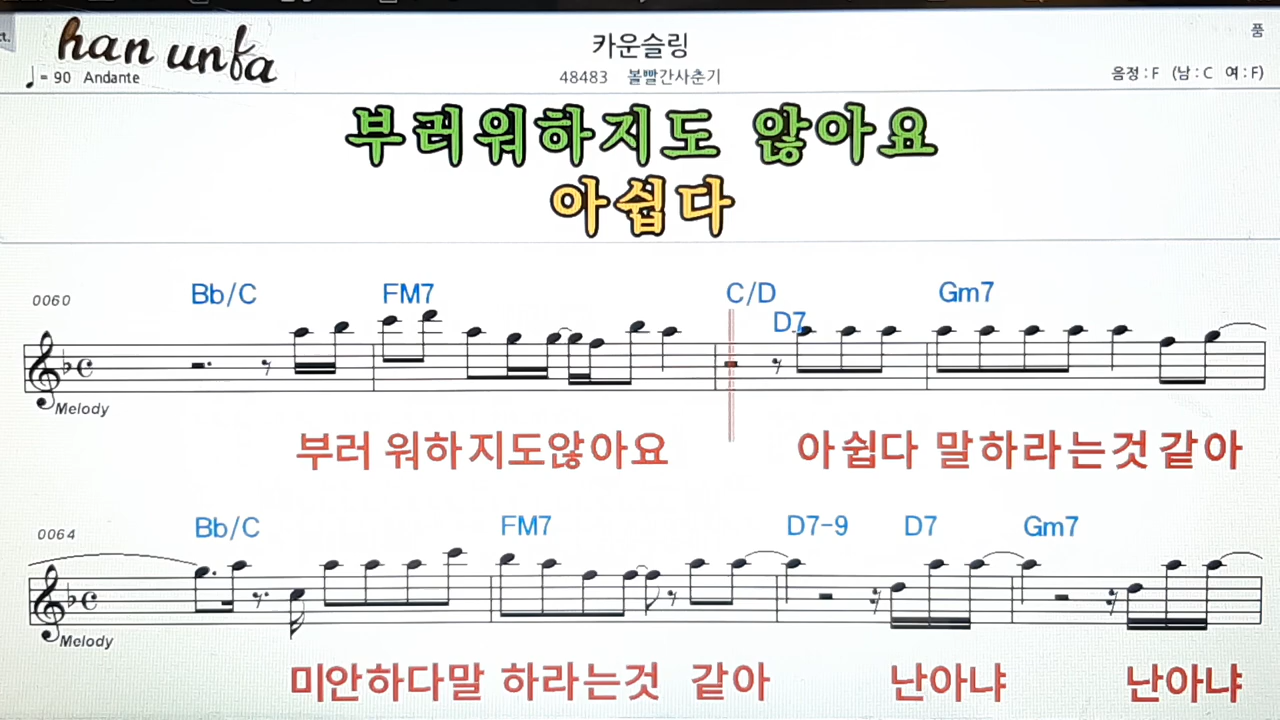 han unfa
카운슬링
품
♩= 90 Andante
48483 볼빨간사춘기
음정 : F (남 : C 여 : F)
부러워하지도 않아요
아쉽다
0060
Bb/C FM7 C/D D7 Gm7
Melody
부러 워하지도않아요 아쉽다 말하라는것같아
0064
Bb/C FM7 D7-9 D7 Gm7
Melody
미안하다말 하라는것 같아 난아냐 난아냐